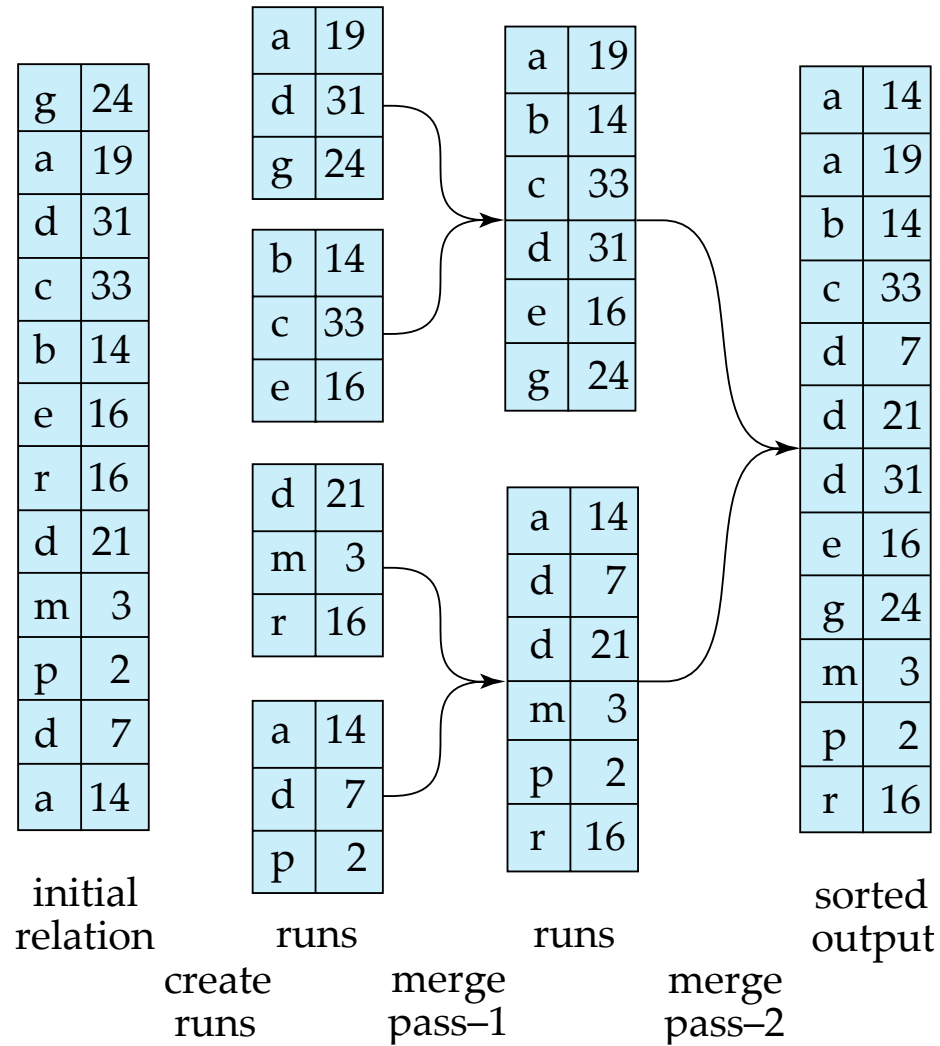 g 24
a 19
d 31
c 33
b 14
e 16
r 16
d 21
m 3
p 2
d 7
a 14
initial
relation
create
runs
a 19
d 31
g 24
b 14
c 33
e 16
d 21
m 3
r 16
a 14
d 7
p 2
runs
merge
pass–1
a 19
b 14
c 33
d 31
e 16
g 24
a 14
d 7
d 21
m 3
p 2
r 16
runs
merge
pass–2
a 14
a 19
b 14
c 33
d 7
d 21
d 31
e 16
g 24
m 3
p 2
r 16
sorted
output